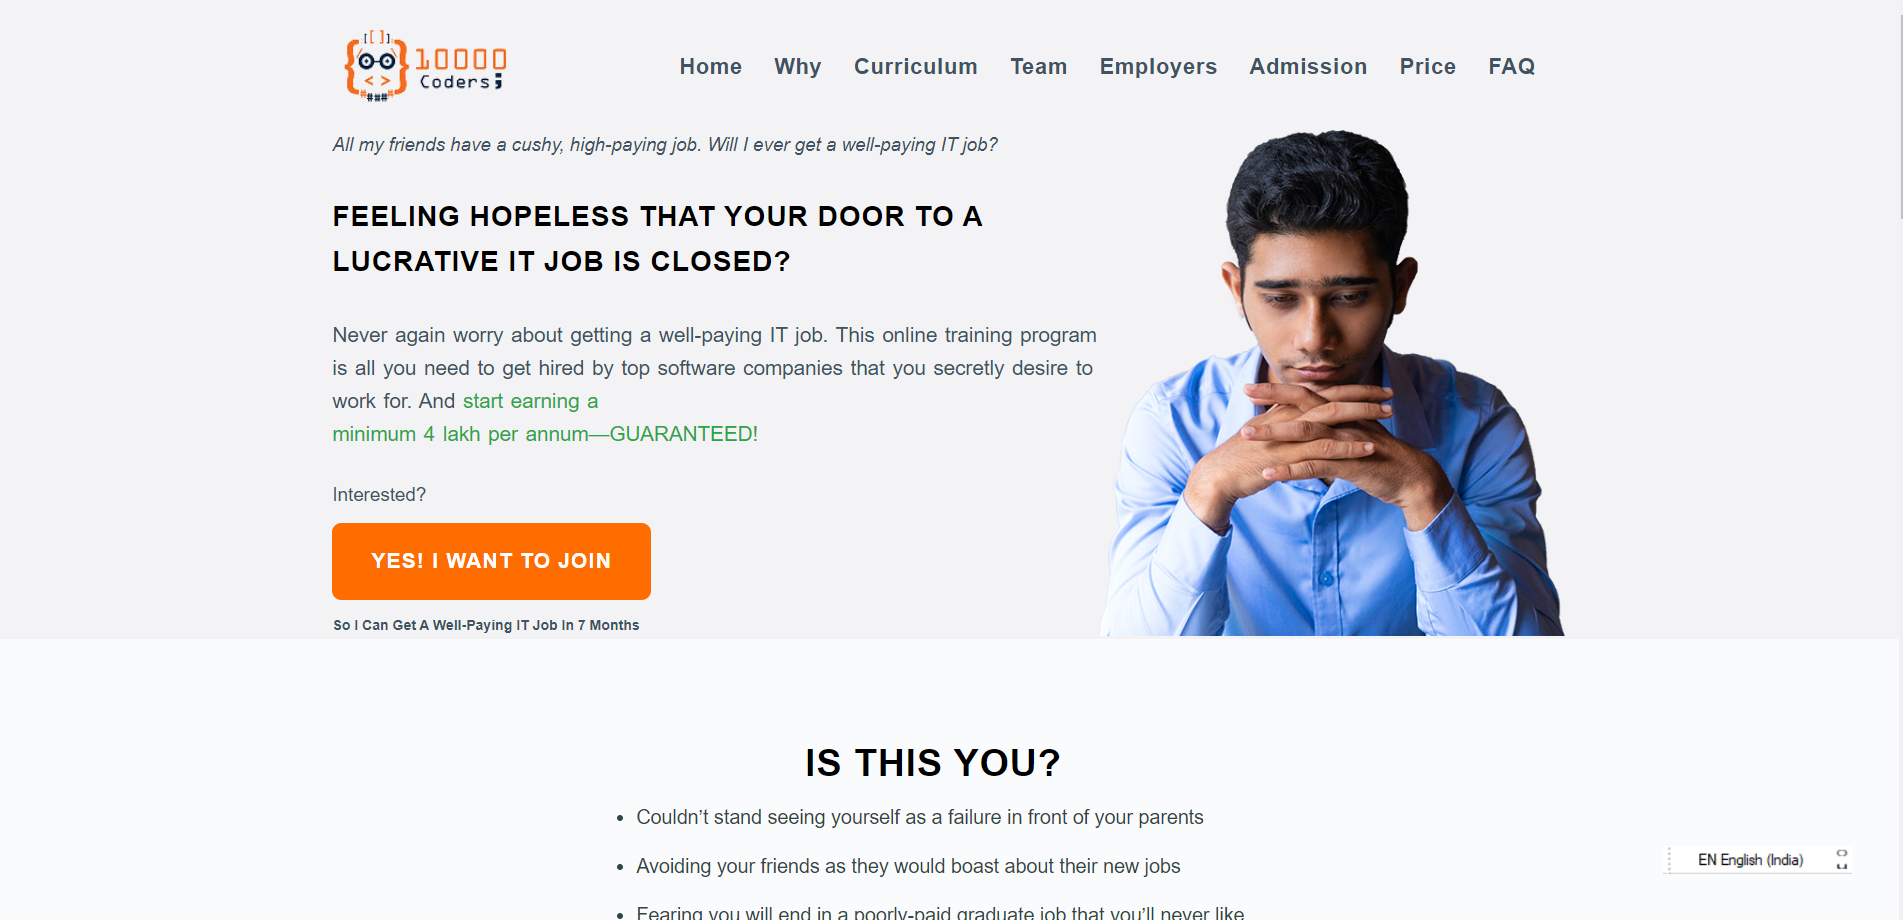 10000
Coders;
Home Why Curriculum Team Employers Admission Price FAQ
All my friends have a cushy, high-paying job. Will I ever get a well-paying IT job?
FEELING HOPELESS THAT YOUR DOOR TO A
LUCRATIVE IT JOB IS CLOSED?
Never again worry about getting a well-paying IT job. This online training program
is all you need to get hired by top software companies that you secretly desire to
work for. And start earning a
minimum 4 lakh per annum—GUARANTEED!
Interested?
YES! I WANT TO JOIN
So I Can Get A Well-Paying IT Job In 7 Months
IS THIS YOU?
• Couldn’t stand seeing yourself as a failure in front of your parents
• Avoiding your friends as they would boast about their new jobs
• Fearing you will end in a poorly-paid graduate job that you’ll never like
EN English (India)